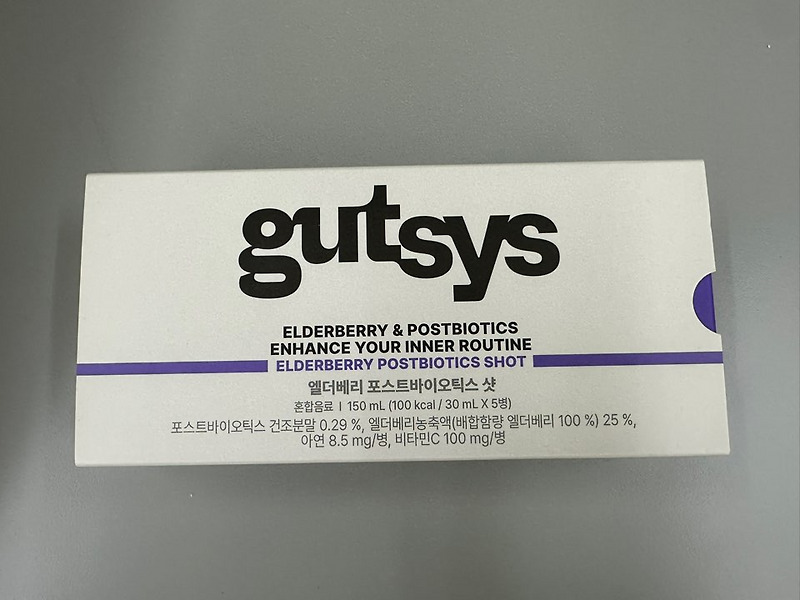 gutsys
ELDERBERRY & POSTBIOTICS
ENHANCE YOUR INNER ROUTINE
ELDERBERRY POSTBIOTICS SHOT
엘더베리 포스트바이오틱스 샷
혼합음료 | 150 mL (100 kcal / 30 mL X 5병)
포스트바이오틱스 건조분말 0.29 %, 엘더베리농축액(배합함량 엘더베리 100 %) 25 %,
아연 8.5 mg/병, 비타민C 100 mg/병